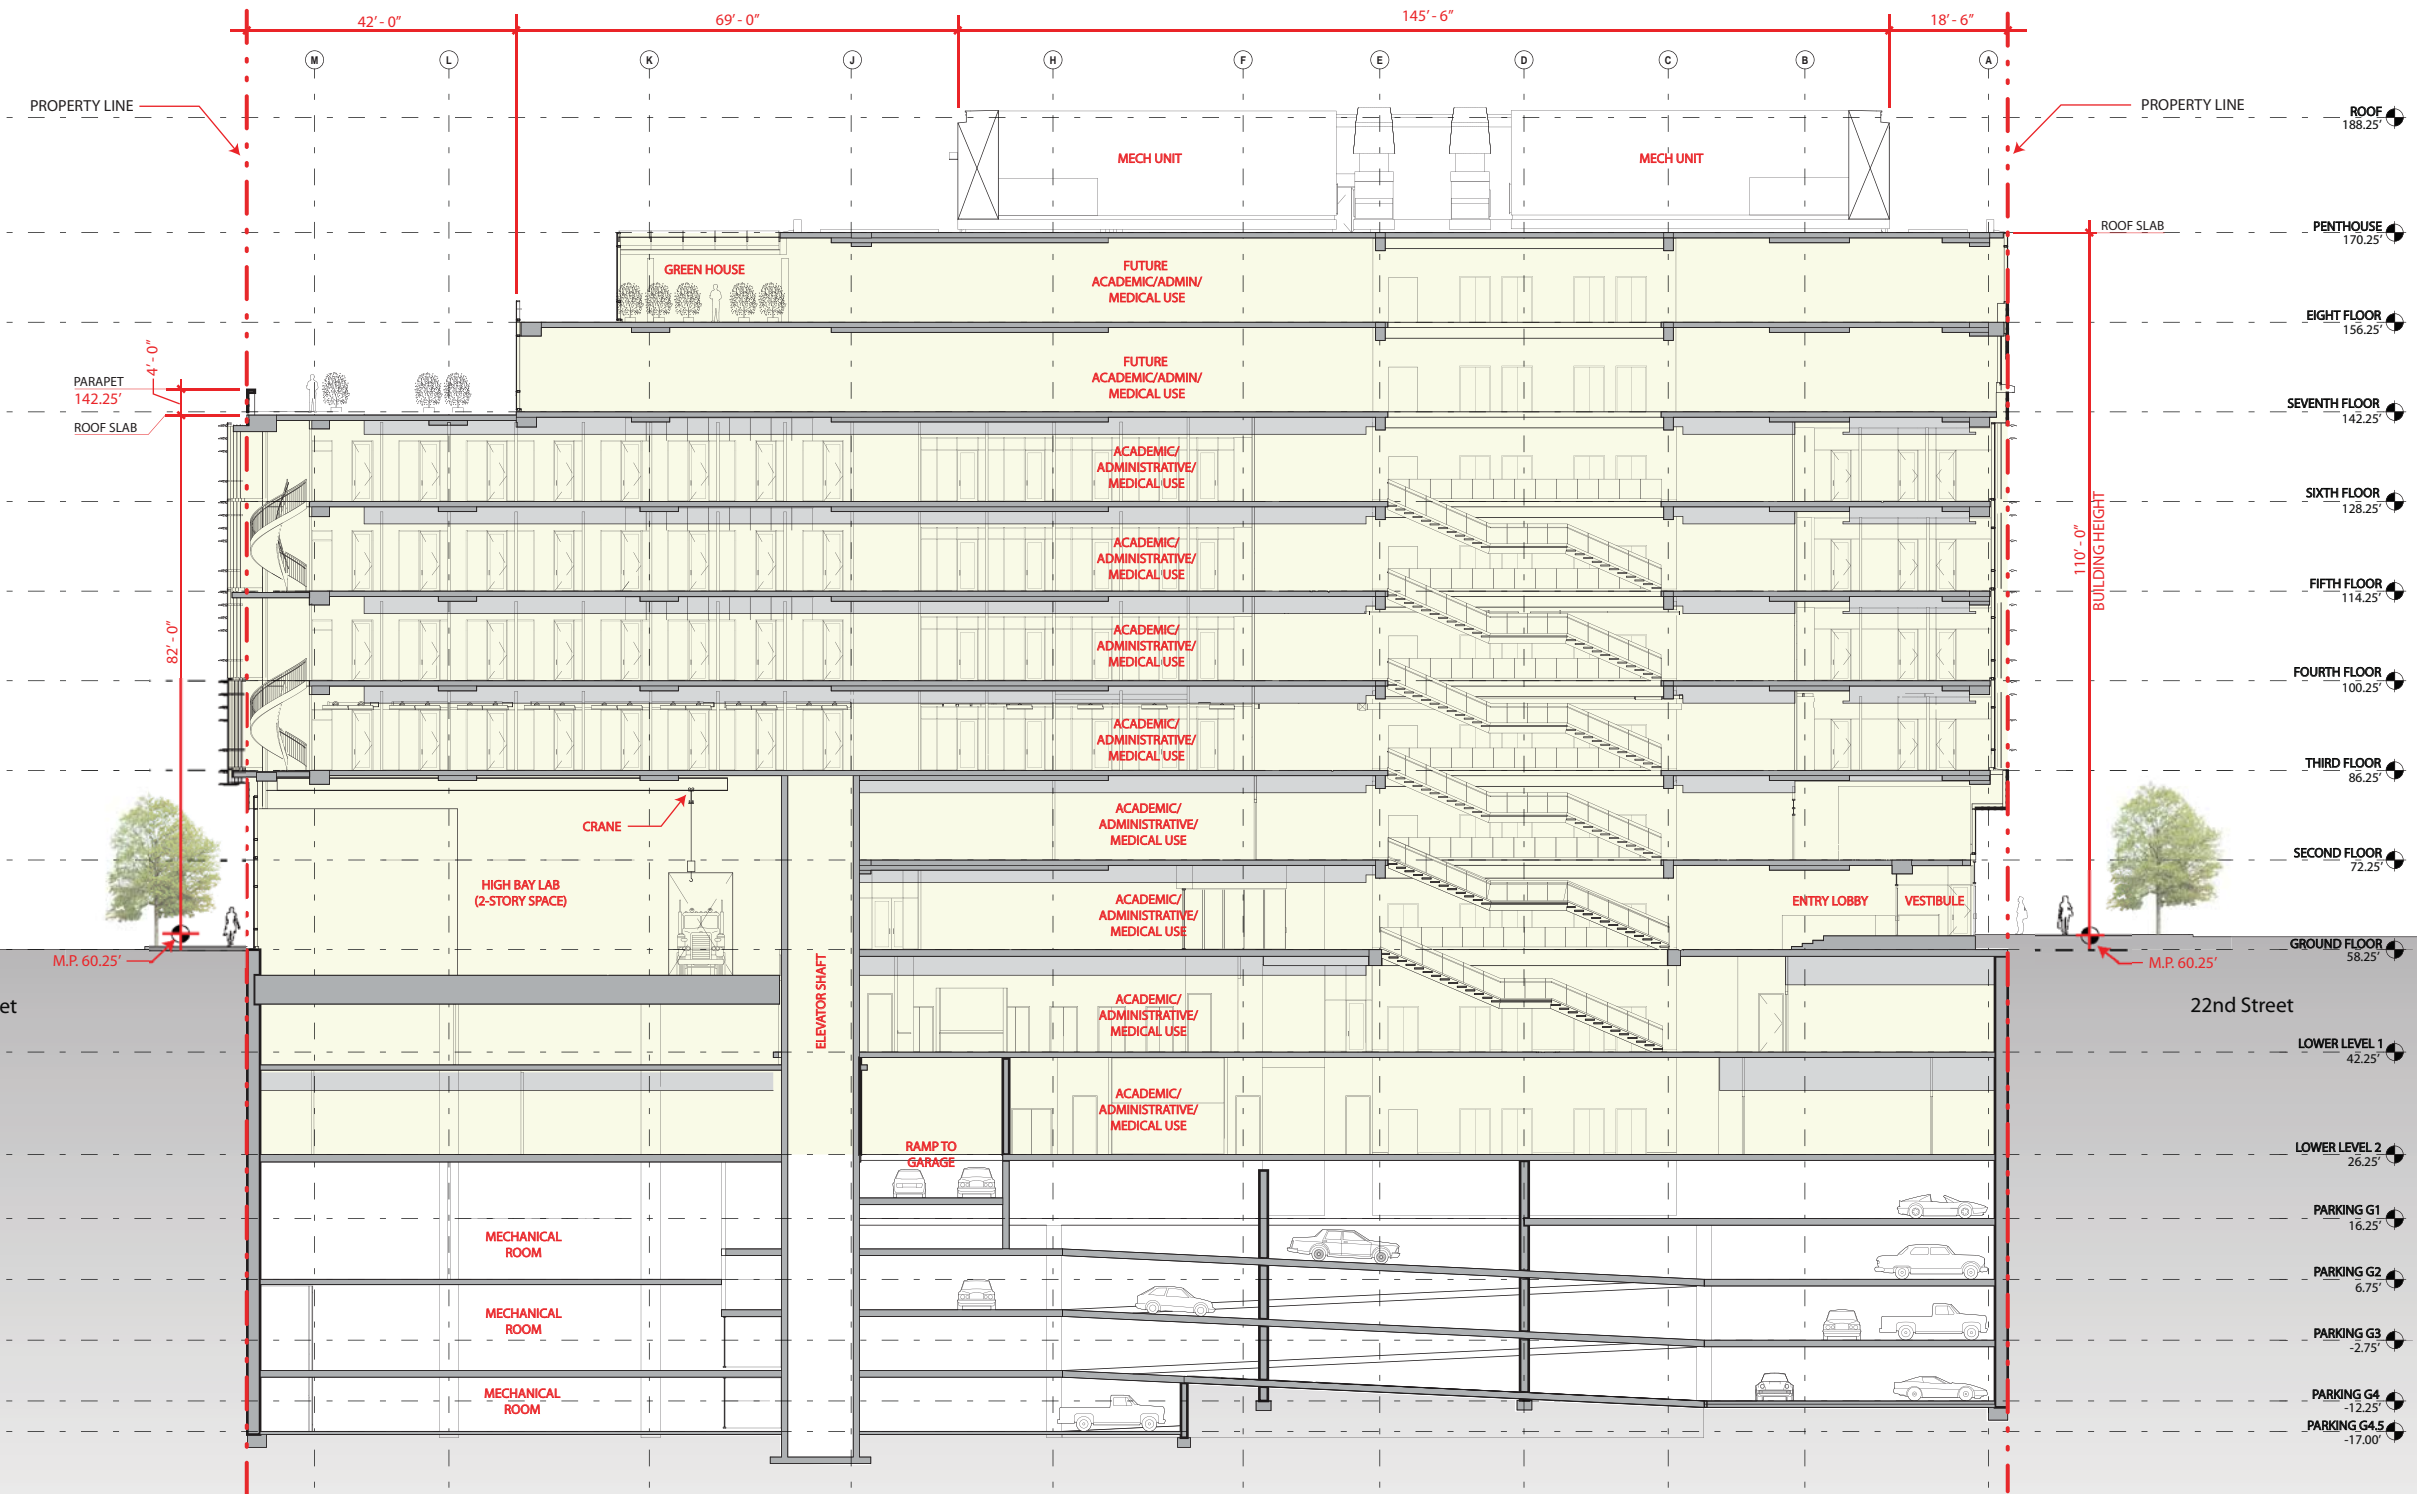 42' - 0"
69' - 0"
145' - 6"
18' - 6"
M
L
K
J
H
F
E
D
C
B
A
PROPERTY LINE
PROPERTY LINE
ROOF
188.25'
MECH UNIT
MECH UNIT
ROOF SLAB
PENTHOUSE
170.25'
GREEN HOUSE
FUTURE
ACADEMIC/ADMIN/
MEDICAL USE
EIGHT FLOOR
156.25'
4' - 0"
PARAPET
142.25'
ROOF SLAB
FUTURE
ACADEMIC/ADMIN/
MEDICAL USE
SEVENTH FLOOR
142.25'
ACADEMIC/
ADMINISTRATIVE/
MEDICAL USE
SIXTH FLOOR
128.25'
110' - 0"
BUILDING HEIGHT
ACADEMIC/
ADMINISTRATIVE/
MEDICAL USE
FIFTH FLOOR
114.25'
82' - 0"
ACADEMIC/
ADMINISTRATIVE/
MEDICAL USE
FOURTH FLOOR
100.25'
ACADEMIC/
ADMINISTRATIVE/
MEDICAL USE
THIRD FLOOR
86.25'
CRANE
ACADEMIC/
ADMINISTRATIVE/
MEDICAL USE
SECOND FLOOR
72.25'
HIGH BAY LAB
(2-STORY SPACE)
ACADEMIC/
ADMINISTRATIVE/
MEDICAL USE
ENTRY LOBBY
VESTIBULE
GROUND FLOOR
58.25'
M.P. 60.25'
M.P. 60.25'
et
22nd Street
ELEVATOR SHAFT
ACADEMIC/
ADMINISTRATIVE/
MEDICAL USE
LOWER LEVEL 1
42.25'
ACADEMIC/
ADMINISTRATIVE/
MEDICAL USE
RAMP TO
GARAGE
LOWER LEVEL 2
26.25'
PARKING G1
16.25'
MECHANICAL
ROOM
PARKING G2
6.75'
MECHANICAL
ROOM
PARKING G3
-2.75'
MECHANICAL
ROOM
PARKING G4
-12.25'
PARKING G4.5
-17.00'